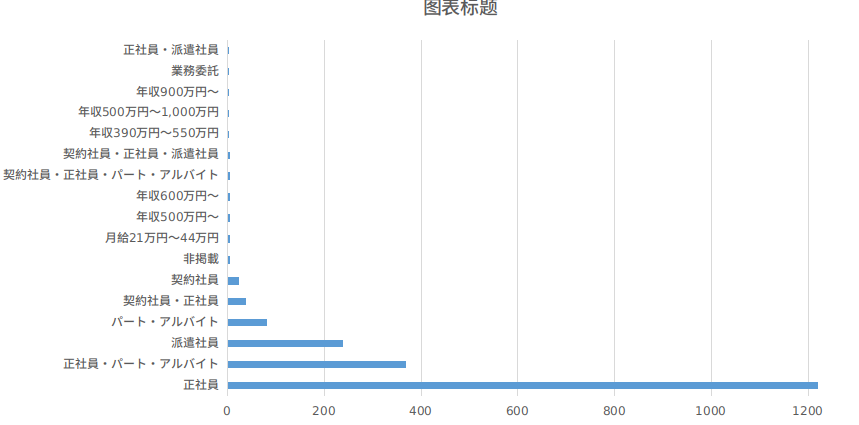 图表标题
正社員・派遣社員
業務委託
年収900万円～
年収500万円～1,000万円
年収390万円～550万円
契約社員・正社員・派遣社員
契約社員・正社員・パート・アルバイト
年収600万円～
年収500万円～
月給21万円～44万円
非掲載
契約社員
契約社員・正社員
パート・アルバイト
派遣社員
正社員・パート・アルバイト
正社員
0 200 400 600 800 1000 1200